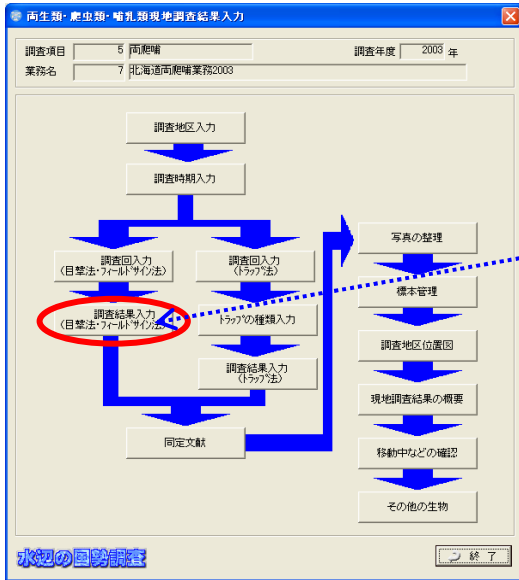 両生類・爬虫類・哺乳類現地調査結果入力
調査項目 5 両爬哺 調査年度 2003 年
業務名 7 北海道両爬哺業務2003
調査地区入力
調査時期入力
調査回入力
(目撃法・フィールドサイン法)
調査回入力
(トラップ法)
調査結果入力
(目撃法・フィールドサイン法)
トラップの種類入力
調査結果入力
(トラップ法)
同定文献
写真の整理
標本管理
調査地区位置図
現地調査結果の概要
移動中などの確認
その他の生物
水辺の国勢調査
終 了